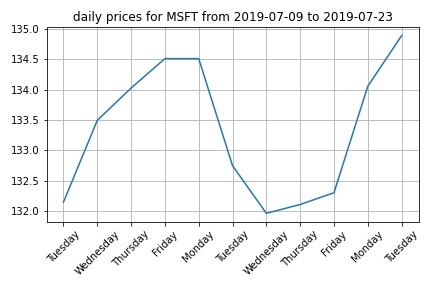 daily prices for MSFT from 2019-07-09 to 2019-07-23
135.0
134.5
134.0
133.5
133.0
132.5
132.0
Tuesday
Wednesday
Thursday
Friday
Monday
Tuesday
Wednesday
Thursday
Friday
Monday
Tuesday